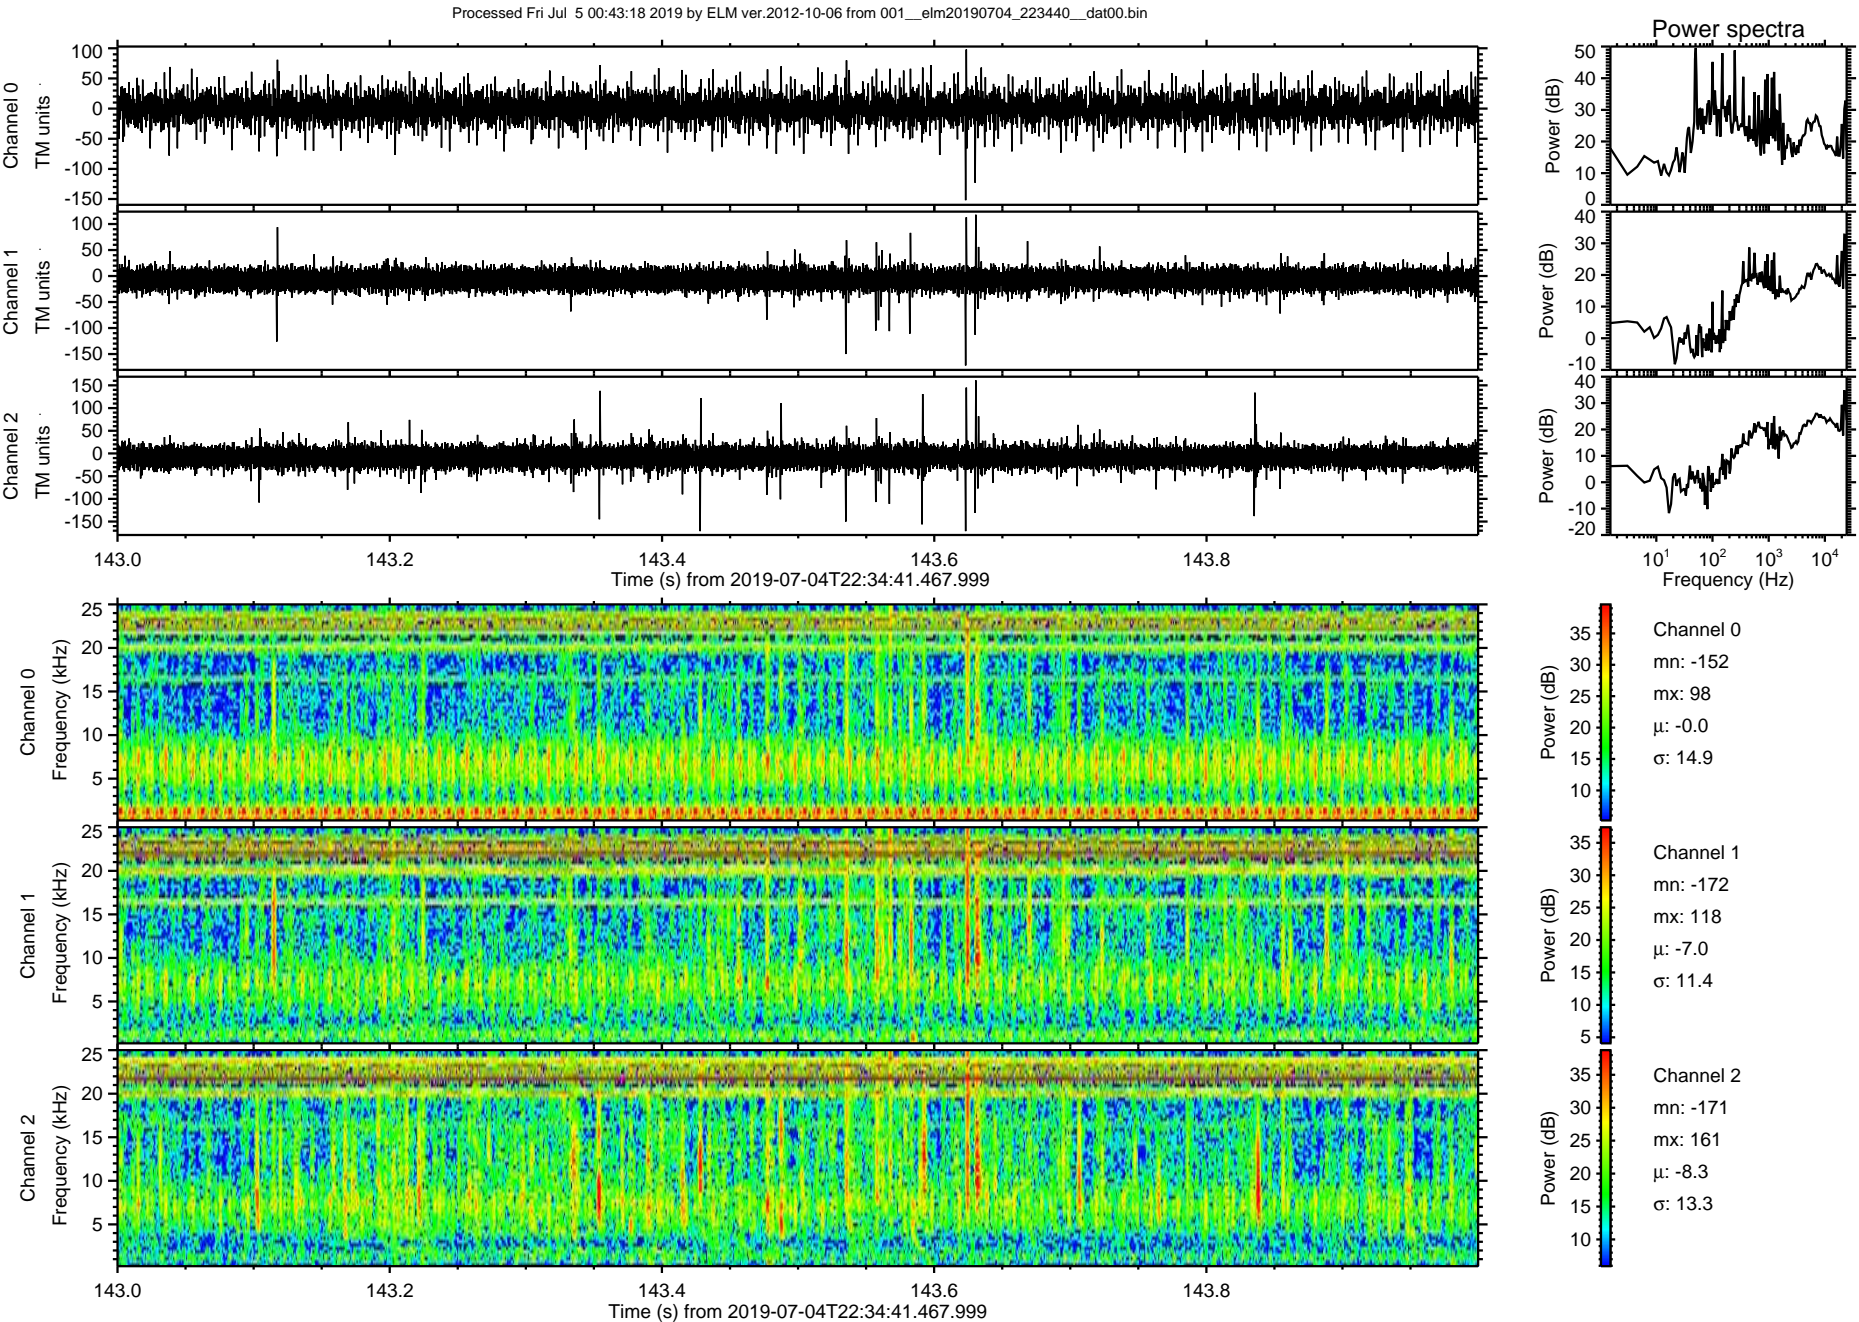 Processed Fri Jul  5 00:43:18 2019 by ELM ver.2012-10-06 from 001__elm20190704_223440__dat00.bin
Power spectra
Channel 0
TM units
100
50
0
-50
-100
-150
Power (dB)
50
40
30
20
10
0
Channel 1
TM units
100
50
0
-50
-100
-150
Power (dB)
40
30
20
10
0
-10
Channel 2
TM units
150
100
50
0
-50
-100
-150
Power (dB)
40
30
20
10
0
-10
-20
143.0 143.2 143.4 143.6 143.8
Time (s) from 2019-07-04T22:34:41.467.999
10¹ 10² 10³ 10⁴
Frequency (Hz)
Channel 0
Frequency (kHz)
25
20
15
10
5
Power (dB)
35
30
25
20
15
10
Channel 0
mn: -152
mx: 98
μ: -0.0
σ: 14.9
Channel 1
Frequency (kHz)
25
20
15
10
5
Power (dB)
35
30
25
20
15
10
5
Channel 1
mn: -172
mx: 118
μ: -7.0
σ: 11.4
Channel 2
Frequency (kHz)
25
20
15
10
5
Power (dB)
35
30
25
20
15
10
Channel 2
mn: -171
mx: 161
μ: -8.3
σ: 13.3
143.0 143.2 143.4 143.6 143.8
Time (s) from 2019-07-04T22:34:41.467.999